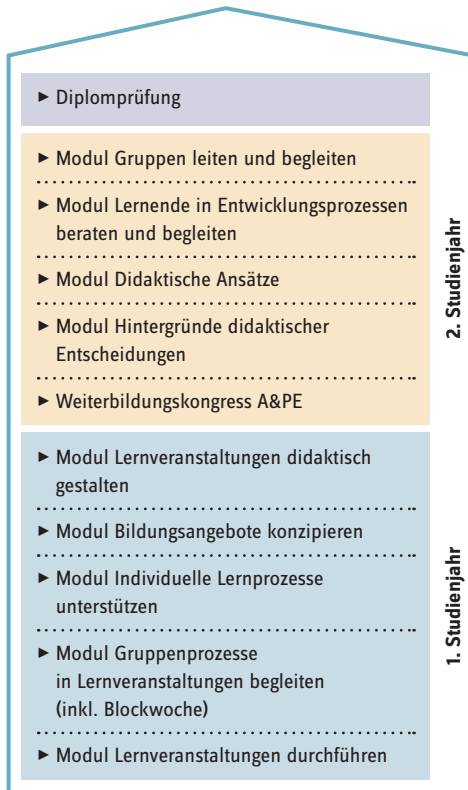 ► Diplomprüfung
► Modul Gruppen leiten und begleiten
► Modul Lernende in Entwicklungsprozessen
beraten und begleiten
► Modul Didaktische Ansätze
► Modul Hintergründe didaktischer
Entscheidungen
► Weiterbildungskongress A&PE
2. Studienjahr
► Modul Lernveranstaltungen didaktisch
gestalten
► Modul Bildungsangebote konzipieren
► Modul Individuelle Lernprozesse
unterstützen
► Modul Gruppenprozesse
in Lernveranstaltungen begleiten
(inkl. Blockwoche)
► Modul Lernveranstaltungen durchführen
1. Studienjahr